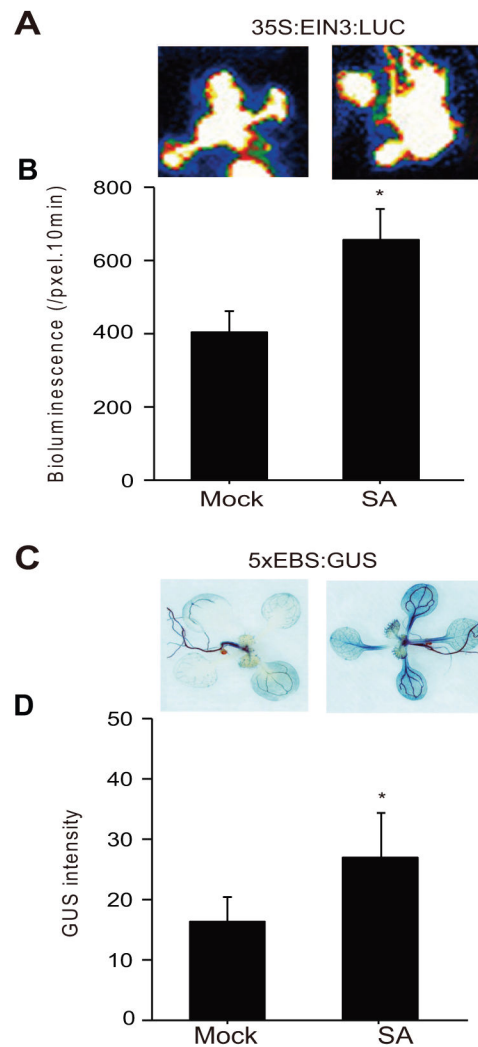 A
35S:EIN3:LUC
B
Bioluminescence (/pxel.10min)
800
600
400
200
0
*
Mock
SA
C
5xEBS:GUS
D
GUS intensity
50
40
30
20
10
0
*
Mock
SA